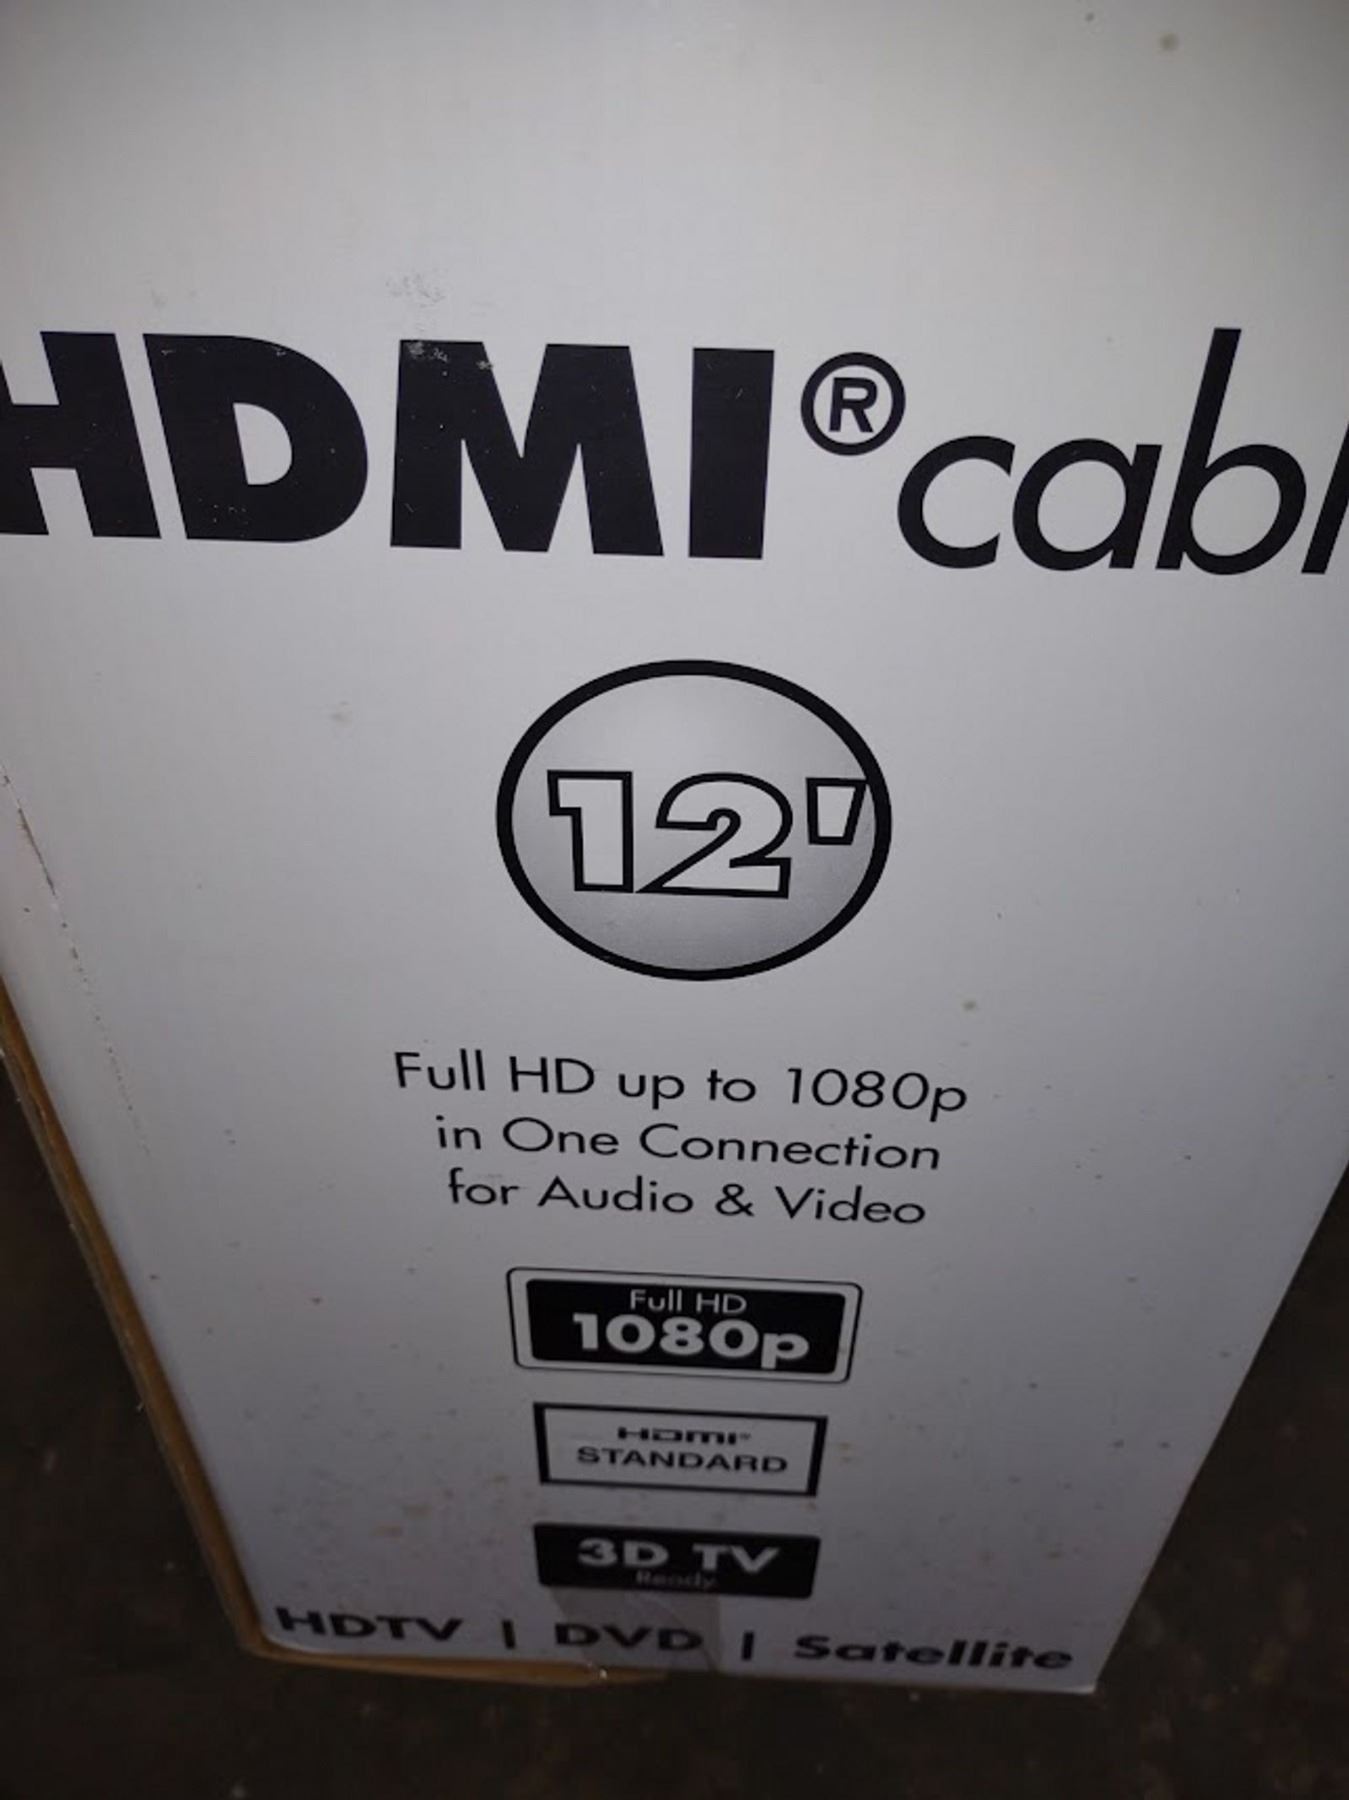 HDMI® cabl
12'
Full HD up to 1080p
in One Connection
for Audio & Video
Full HD
1080p
HDMI®
STANDARD
3D TV
Ready
HDTV | DVD | Satellite